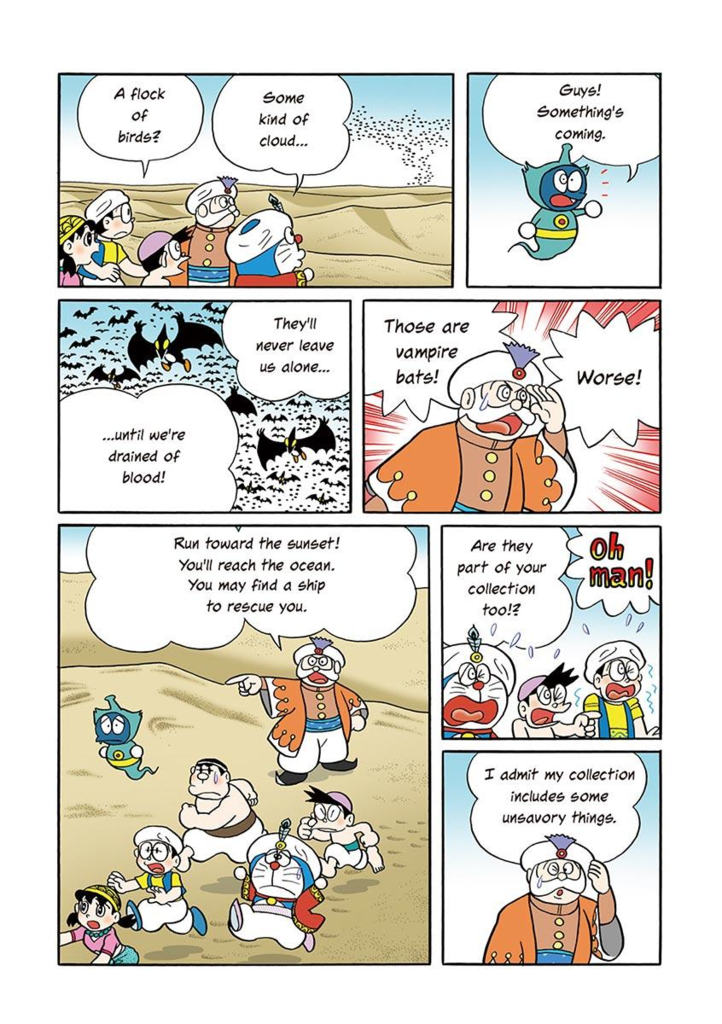 A flock
of
birds?
Some
kind of
cloud...
Guys!
Something's
coming.
Those are
vampire
bats!
Worse!
They'll
never leave
us alone...
...until we're
drained of
blood!
Are they
part of your
collection
too!?
Oh
man!
Run toward the sunset!
You'll reach the ocean.
You may find a ship
to rescue you.
I admit my collection
includes some
unsavory things.